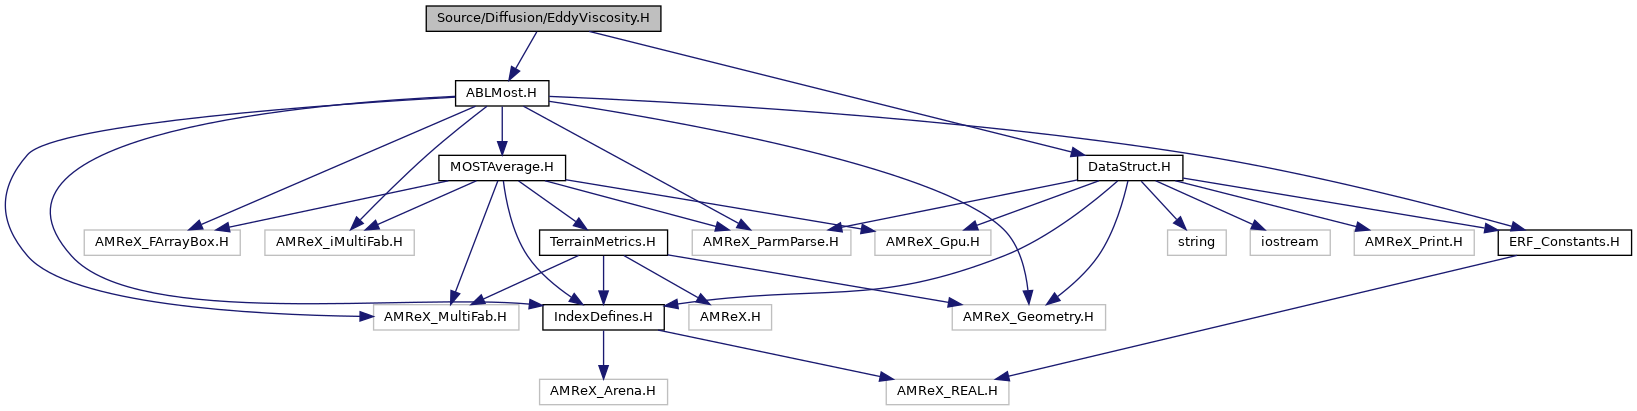 Source/Diffusion/EddyViscosity.H
ABLMost.H
MOSTAverage.H
DataStruct.H
AMReX_FArrayBox.H
AMReX_iMultiFab.H
TerrainMetrics.H
AMReX_ParmParse.H
AMReX_Gpu.H
string
iostream
AMReX_Print.H
ERF_Constants.H
AMReX_MultiFab.H
IndexDefines.H
AMReX.H
AMReX_Geometry.H
AMReX_Arena.H
AMReX_REAL.H